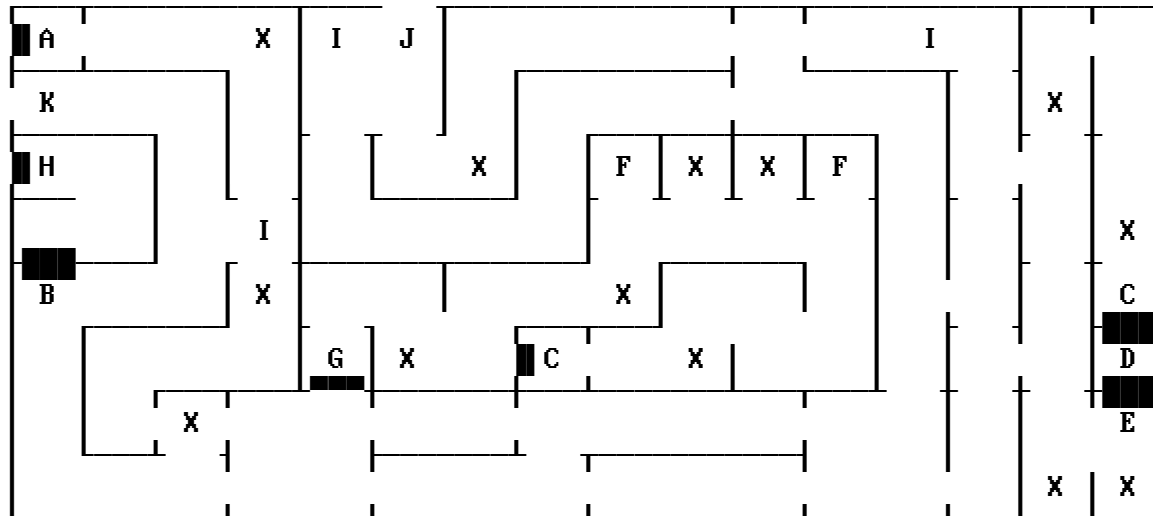 A X I J I
K X
H X F X X F
I X
B X X C
G X C X D
X E
X X